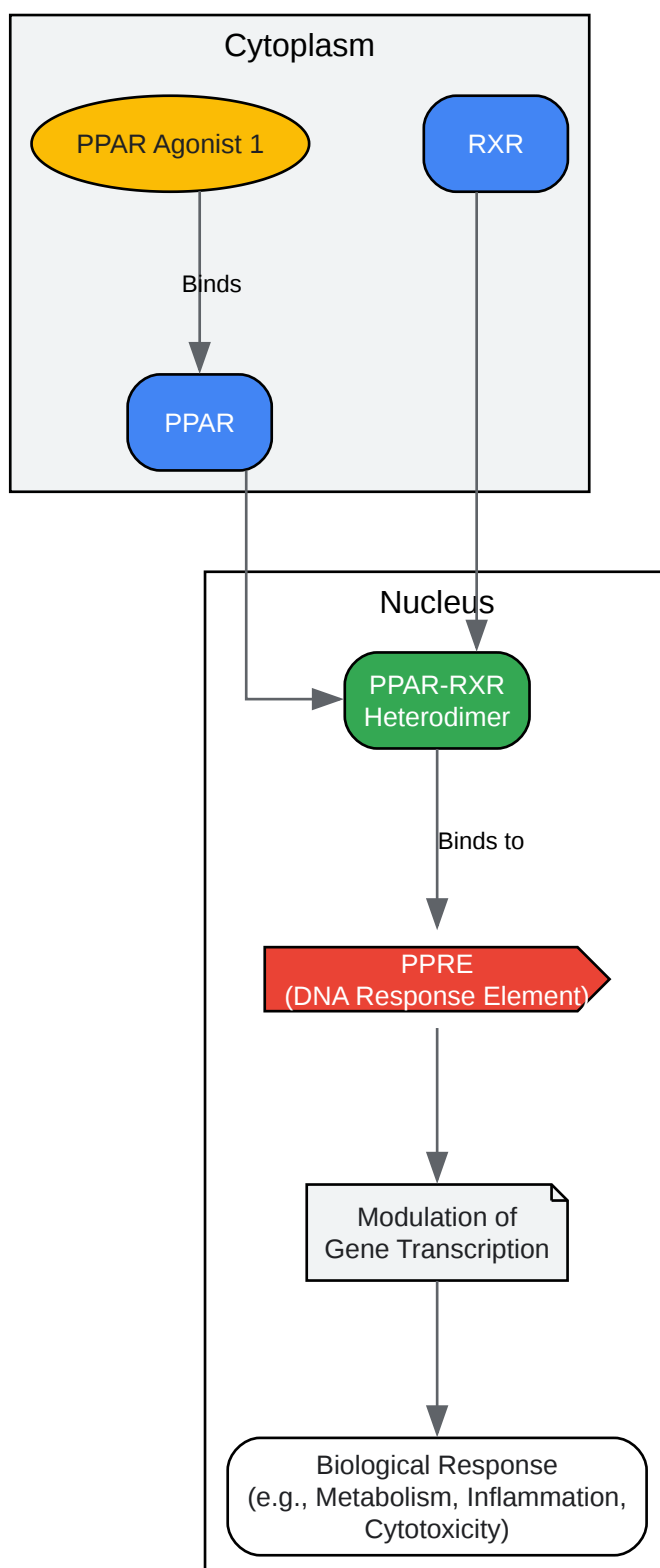 Cytoplasm
PPAR Agonist 1
RXR
Binds
PPAR
Nucleus
PPAR-RXR
Heterodimer
Binds to
PPRE
(DNA Response Element)
Modulation of
Gene Transcription
Biological Response
(e.g., Metabolism, Inflammation,
Cytotoxicity)